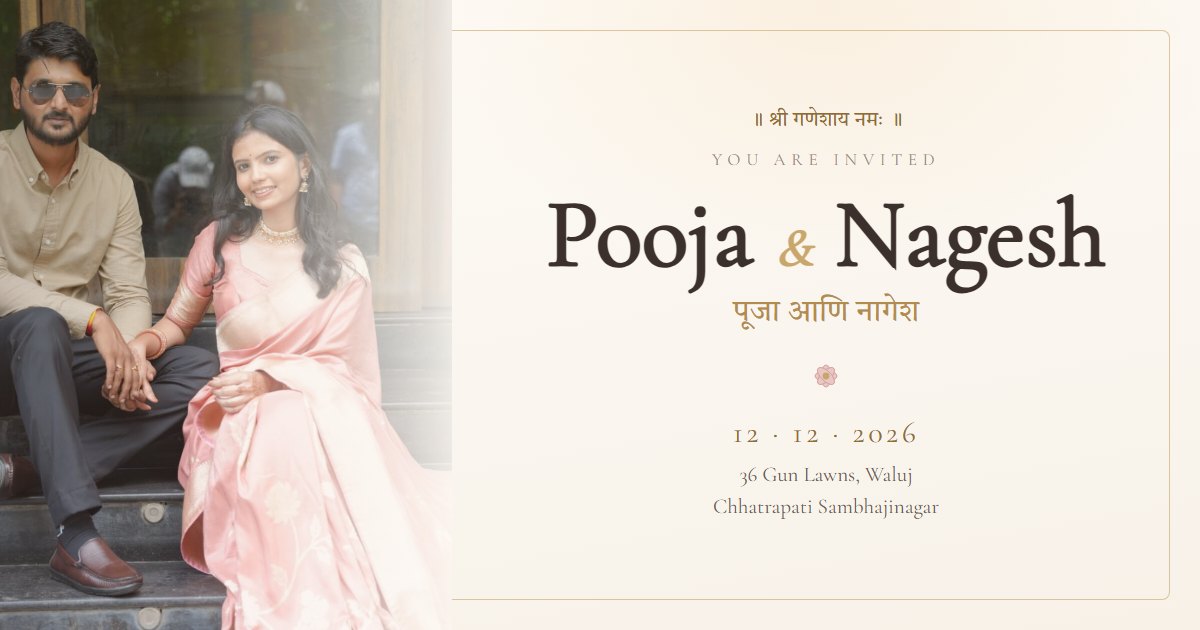 ॥ श्री गणेशाय नमः ॥
YOU ARE INVITED
Pooja & Nagesh
पूजा आणि नागेश
12 · 12 · 2026
36 Gun Lawns, Waluj
Chhatrapati Sambhajinagar